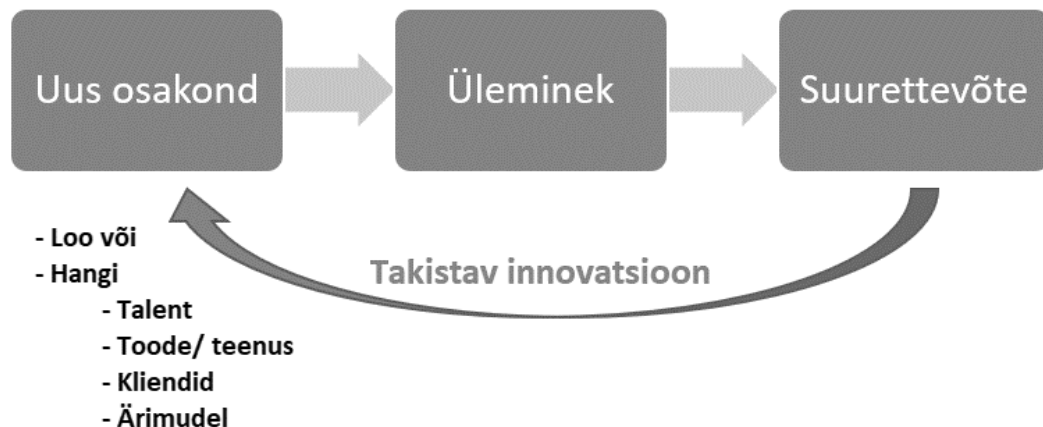 Uus osakond
Üleminek
Suurettevõte
- Loo või
- Hangi
- Talent
- Toode/ teenus
- Kliendid
- Ärimudel
Takistav innovatsioon